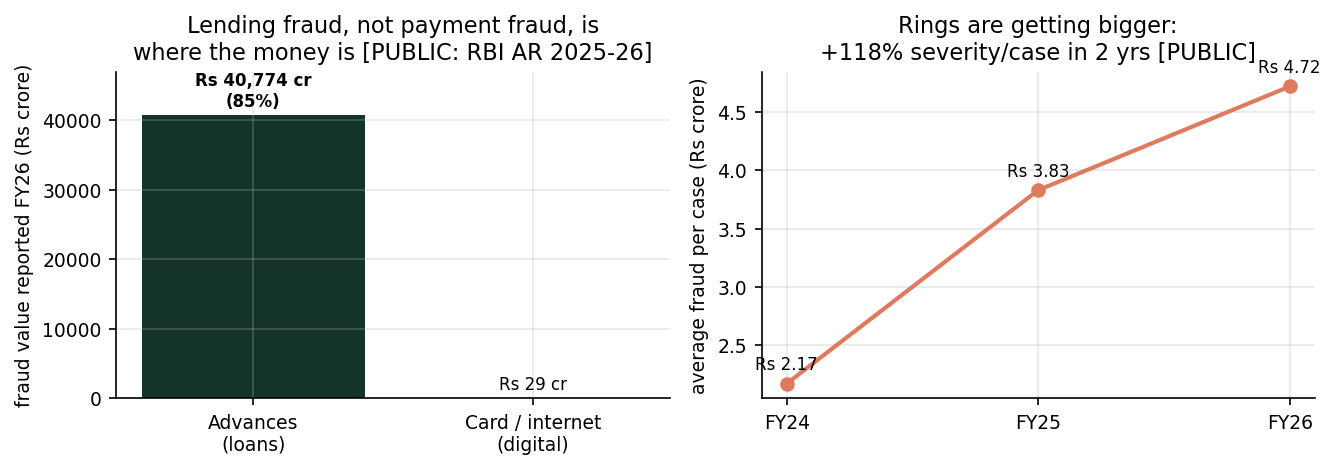 Lending fraud, not payment fraud, is
where the money is [PUBLIC: RBI AR 2025-26]
fraud value reported FY26 (Rs crore)
40000
30000
20000
10000
0
Rs 40,774 cr
(85%)
Rs 29 cr
Advances
(loans)
Card / internet
(digital)
Rings are getting bigger:
+118% severity/case in 2 yrs [PUBLIC]
average fraud per case (Rs crore)
4.5
4.0
3.5
3.0
2.5
Rs 2.17
Rs 3.83
Rs 4.72
FY24
FY25
FY26